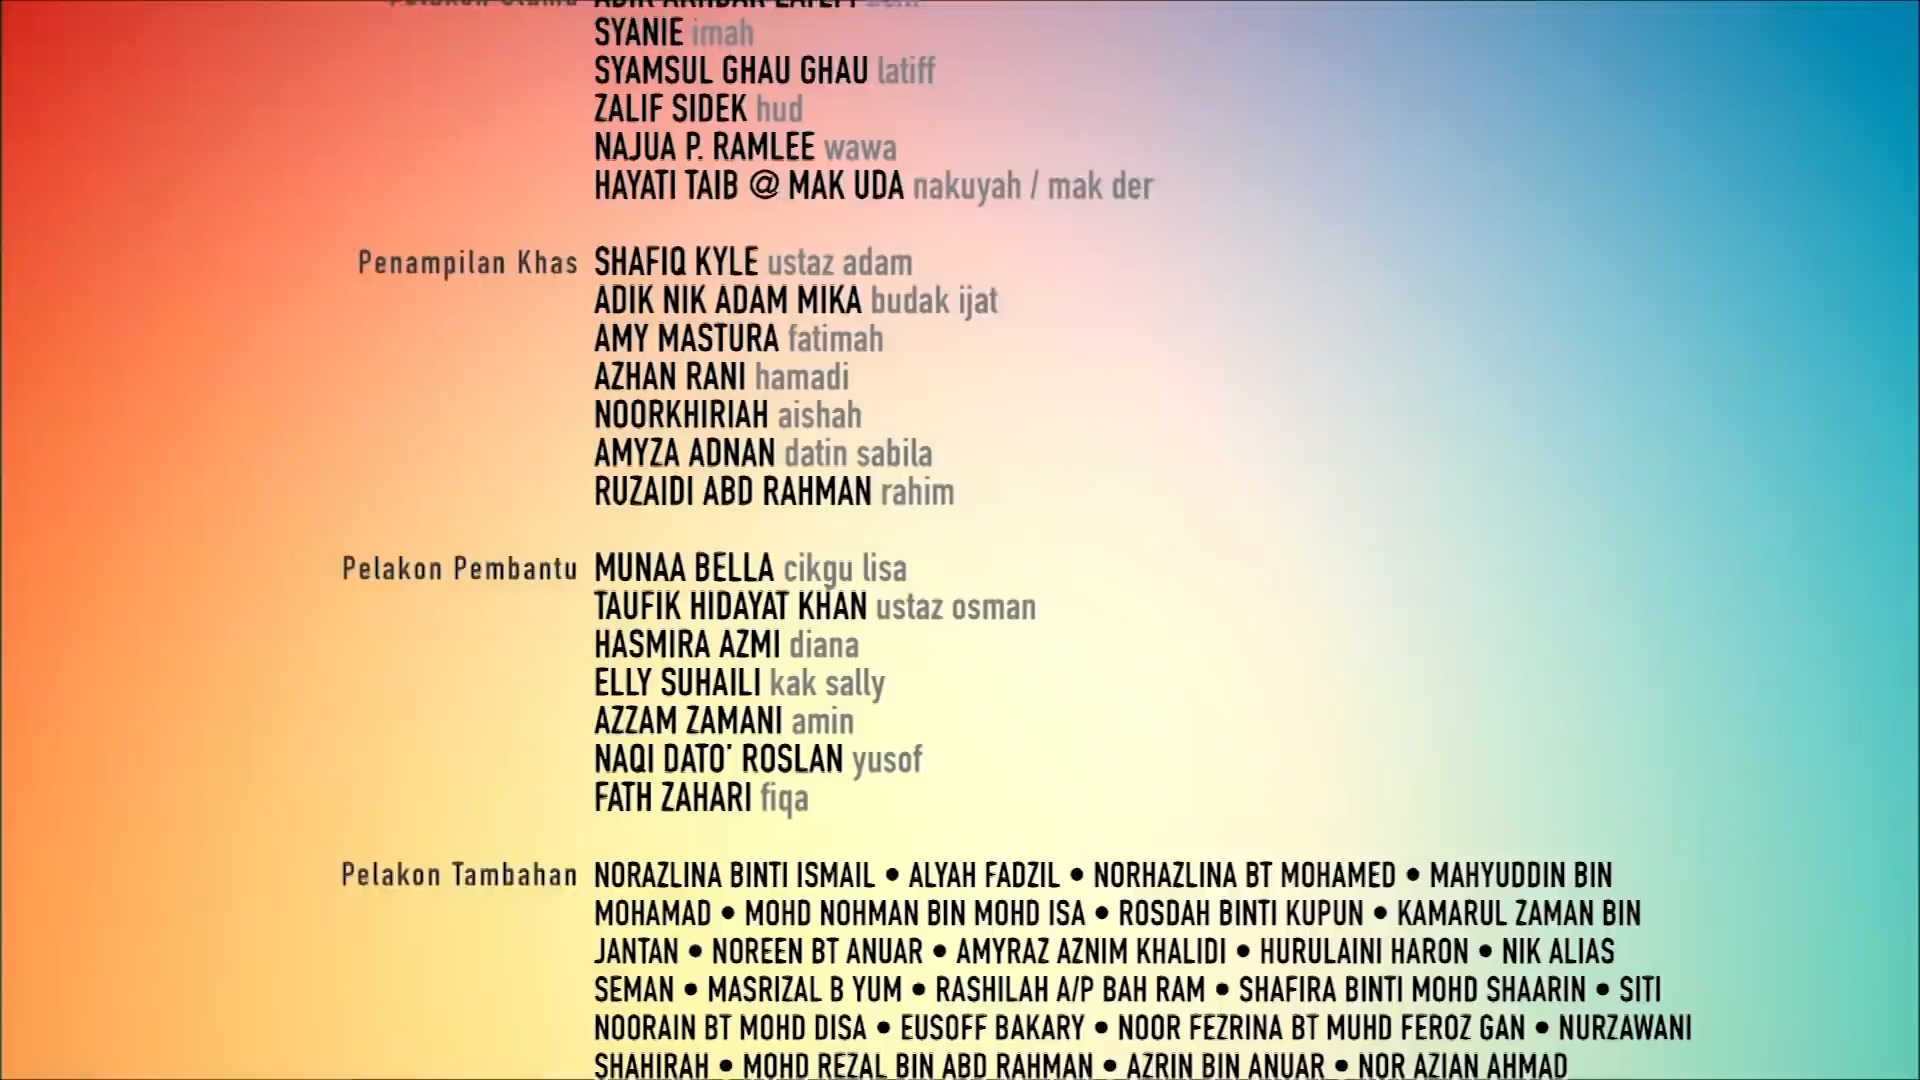 SYANIE imah
SYAMSUL GHAU GHAU latiff
ZALIF SIDEK hud
NAJUA P. RAMLEE wawa
HAYATI TAIB @ MAK UDA nakuyah / mak der
Penampilan Khas SHAFIQ KYLE ustaz adam
ADIK NIK ADAM MIKA budak ijat
AMY MASTURA fatimah
AZHAN RANI hamadi
NOORKHIRIAH aishah
AMYZA ADNAN datin sabila
RUZAIDI ABD RAHMAN rahim
Pelakon Pembantu MUNAA BELLA cikgu lisa
TAUFIK HIDAYAT KHAN ustaz osman
HASMIRA AZMI diana
ELLY SUHAILI kak sally
AZZAM ZAMANI amin
NAQI DATO' ROSLAN yusof
FATH ZAHARI fiqa
Pelakon Tambahan NORAZLINA BINTI ISMAIL • ALYAH FADZIL • NORHAZLINA BT MOHAMED • MAHYUDDIN BIN
MOHAMAD • MOHD NOHMAN BIN MOHD ISA • ROSDAH BINTI KUPUN • KAMARUL ZAMAN BIN
JANTAN • NOREEN BT ANUAR • AMYRAZ AZNIM KHALIDI • HURULAINI HARON • NIK ALIAS
SEMAN • MASRIZAL B YUM • RASHILAH A/P BAH RAM • SHAFIRA BINTI MOHD SHAARIN • SITI
NOORAIN BT MOHD DISA • EUSOFF BAKARY • NOOR FEZRINA BT MUHD FEROZ GAN • NURZAWANI
SHAHIRAH • MOHD REZAL BIN ABD RAHMAN • AZRIN BIN ANUAR • NOR AZIAN AHMAD